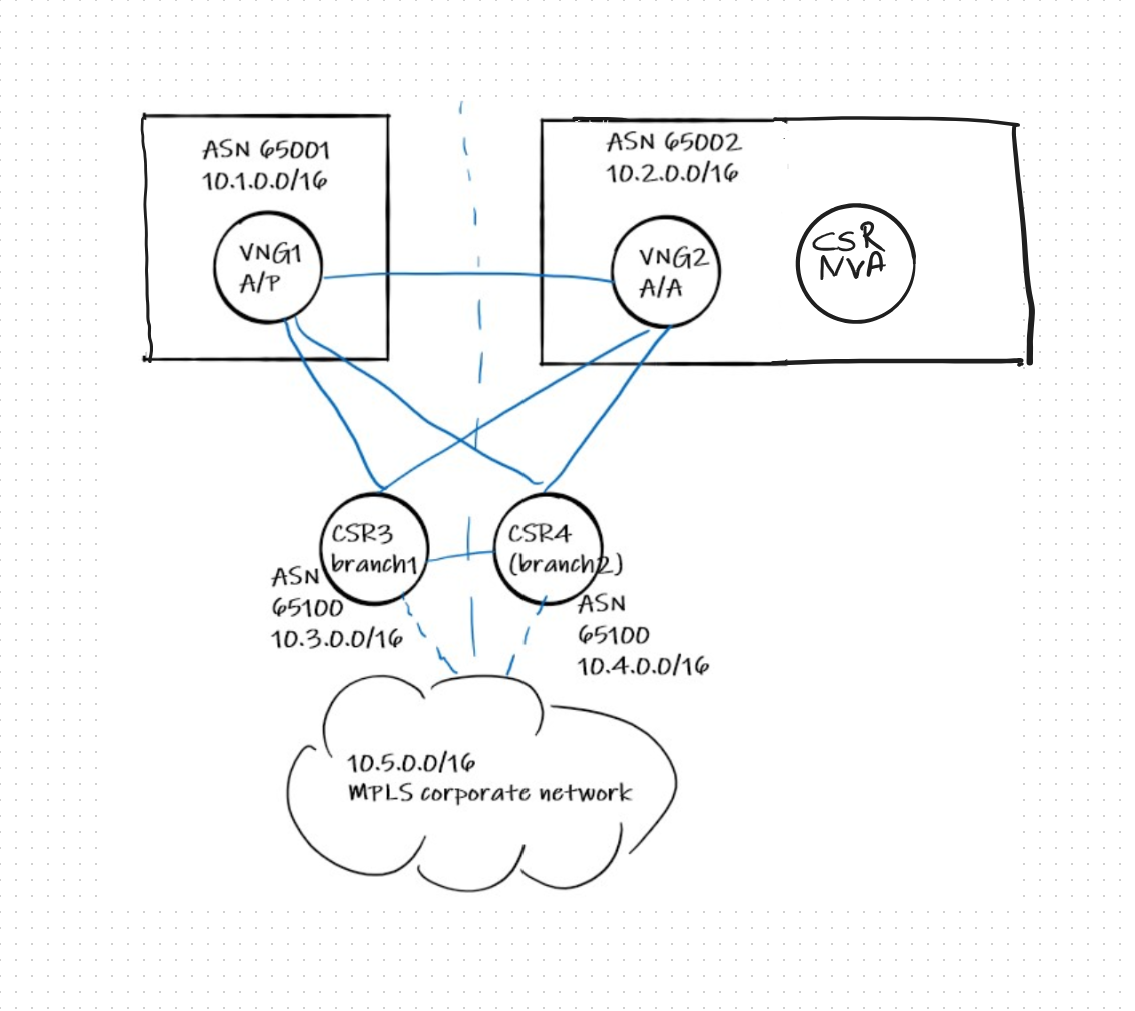 ASN 65001
10.1.0.0/16
VNG1
A/P
ASN 65002
10.2.0.0/16
VNG2
A/A
CSR
NVA
CSR3
branch1
ASN
65100
10.3.0.0/16
CSR4
(branch2)
ASN
65100
10.4.0.0/16
10.5.0.0/16
MPLS corporate network